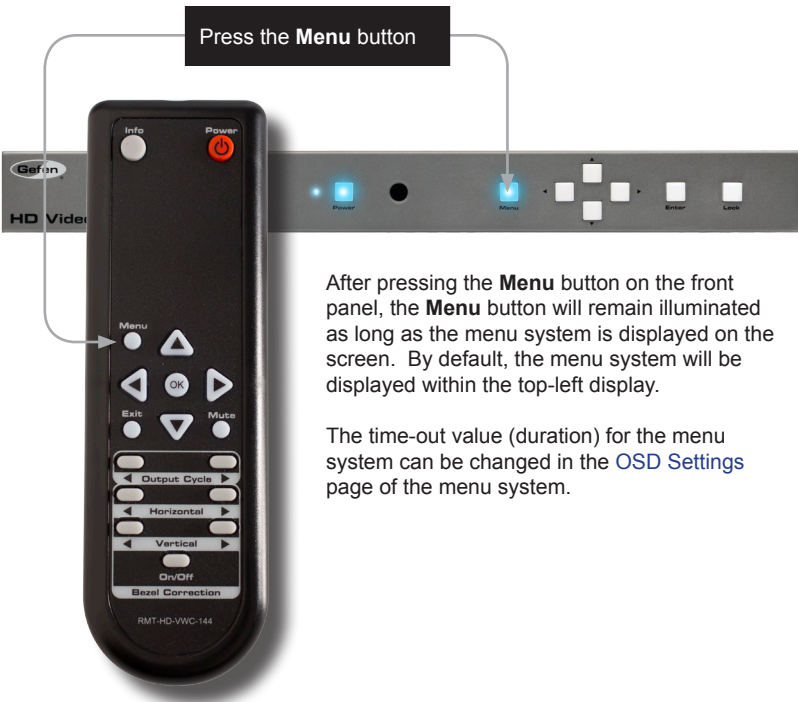 Press the Menu button
Info Power
Gefen
HD Video
Power Menu Enter Lock
Menu
OK
Exit Mute
Output Cycle
Horizontal
Vertical
On/Off
Bezel Correction
RMT-HD-VWC-144
After pressing the Menu button on the front
panel, the Menu button will remain illuminated
as long as the menu system is displayed on the
screen.  By default, the menu system will be
displayed within the top-left display.
The time-out value (duration) for the menu
system can be changed in the OSD Settings
page of the menu system.